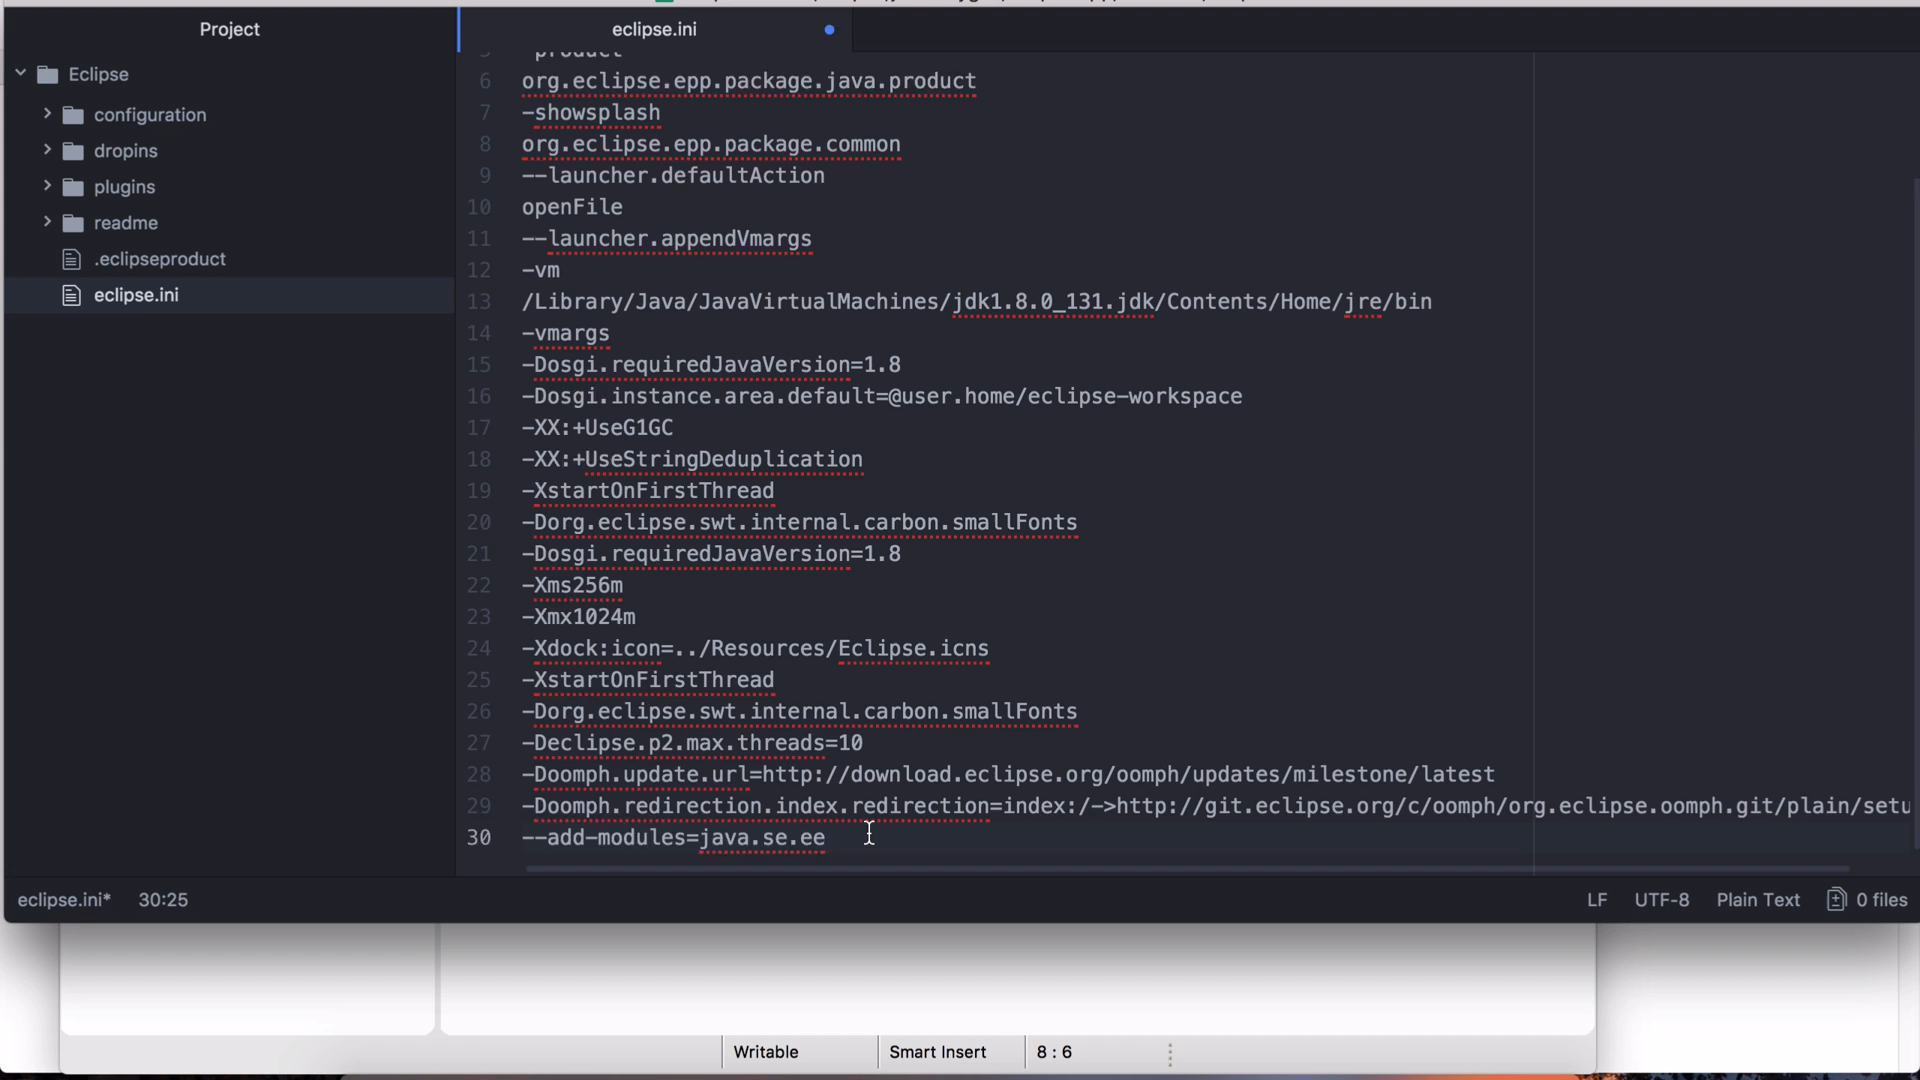 Project
eclipse.ini
Eclipse
configuration
dropins
plugins
readme
.eclipseproduct
eclipse.ini
product
6 org.eclipse.epp.package.java.product
7 -showsplash
8 org.eclipse.epp.package.common
9 --launcher.defaultAction
10 openFile
11 --launcher.appendVmargs
12 -vm
13 /Library/Java/JavaVirtualMachines/jdk1.8.0_131.jdk/Contents/Home/jre/bin
14 -vmargs
15 -Dosgi.requiredJavaVersion=1.8
16 -Dosgi.instance.area.default=@user.home/eclipse-workspace
17 -XX:+UseG1GC
18 -XX:+UseStringDeduplication
19 -XstartOnFirstThread
20 -Dorg.eclipse.swt.internal.carbon.smallFonts
21 -Dosgi.requiredJavaVersion=1.8
22 -Xms256m
23 -Xmx1024m
24 -Xdock:icon=../Resources/Eclipse.icns
25 -XstartOnFirstThread
26 -Dorg.eclipse.swt.internal.carbon.smallFonts
27 -Declipse.p2.max.threads=10
28 -Doomph.update.url=http://download.eclipse.org/oomph/updates/milestone/latest
29 -Doomph.redirection.index.redirection=index:/->http://git.eclipse.org/c/oomph/org.eclipse.oomph.git/plain/setu
30 --add-modules=java.se.ee
eclipse.ini* 30:25 LF UTF-8 Plain Text 0 files
Writable Smart Insert 8 : 6